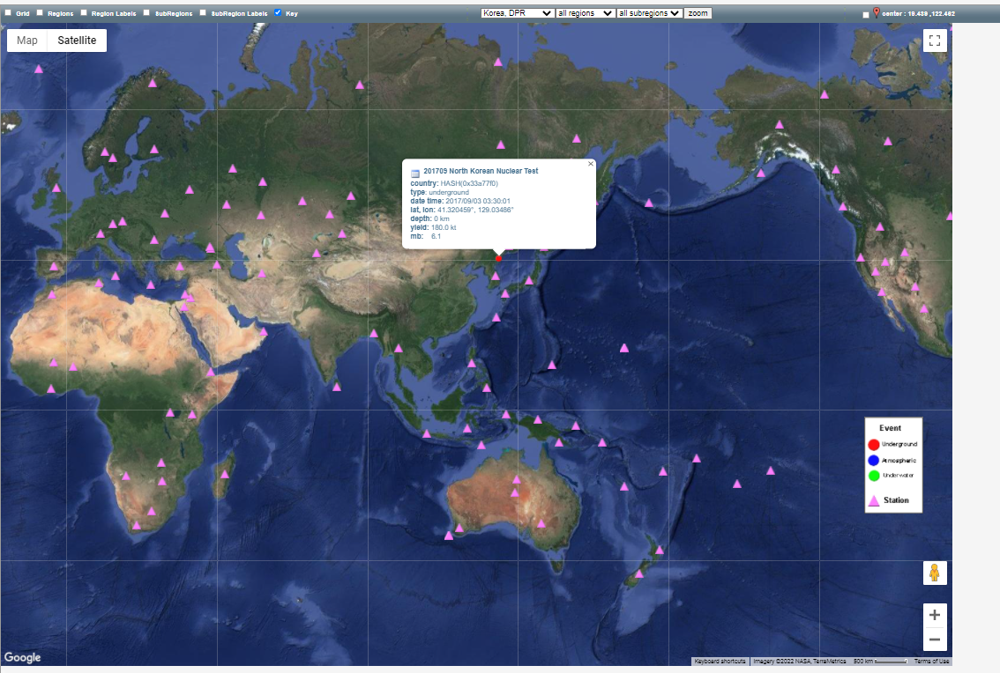 Grid Regions Region Labels SubRegions SubRegion Labels Key Korea, DPR all regions all subregions zoom center : 19.439 ,122.462
Map Satellite
201709 North Korean Nuclear Test
country: HASH(0x33a77f0)
type: underground
date time: 2017/09/03 03:30:01
lat, lon: 41.320459°, 129.03486°
depth: 0 km
yield: 180.0 kt
mb: 6.1
Event
Underground
Atmospheric
Underwater
Station
Google
Keyboard shortcuts Imagery ©2022 NASA, TerraMetrics 500 km Terms of Use